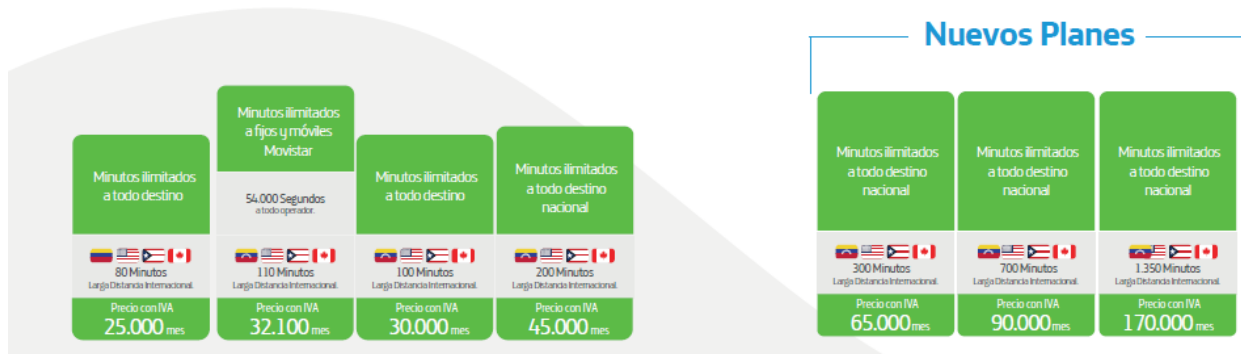 Nuevos Planes
Minutos ilimitados
a todo destino
80 Minutos
Larga Distancia Internacional.
Precio con IVA
25.000 mes
Minutos ilimitados
a fijos y móviles
Movistar
54.000 Segundos
a todo operador.
110 Minutos
Larga Distancia Internacional.
Precio con IVA
32.100 mes
Minutos ilimitados
a todo destino
100 Minutos
Larga Distancia Internacional.
Precio con IVA
30.000 mes
Minutos ilimitados
a todo destino
nacional
200 Minutos
Larga Distancia Internacional.
Precio con IVA
45.000 mes
Minutos ilimitados
a todo destino
nacional
300 Minutos
Larga Distancia Internacional.
Precio con IVA
65.000 mes
Minutos ilimitados
a todo destino
nacional
700 Minutos
Larga Distancia Internacional.
Precio con IVA
90.000 mes
Minutos ilimitados
a todo destino
nacional
1.350 Minutos
Larga Distancia Internacional.
Precio con IVA
170.000 mes